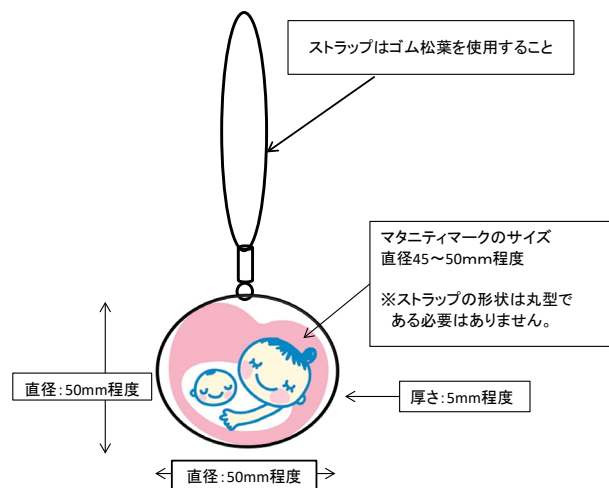 ストラップはゴム松葉を使用すること
マタニティマークのサイズ
直径45～50mm程度
※ストラップの形状は丸型で
ある必要はありません。
直径：50mm程度
厚さ：5mm程度
直径：50mm程度